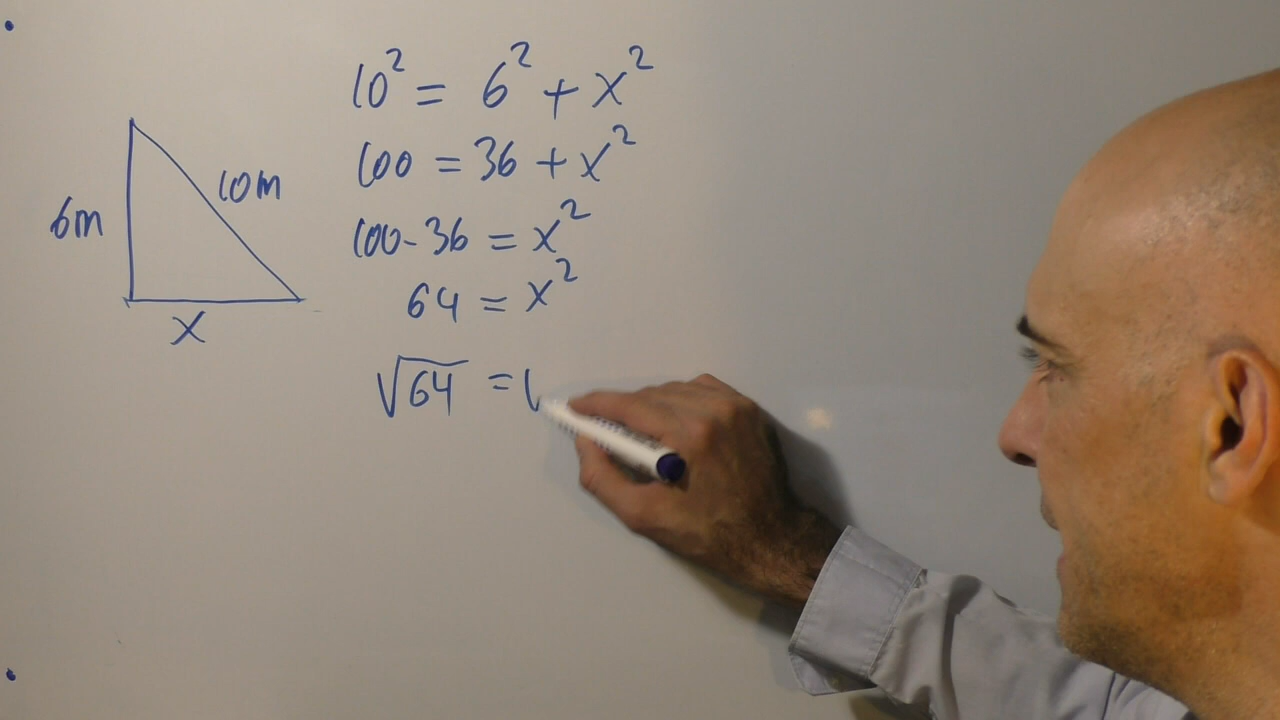 10² = 6² + x²
100 = 36 + x²
100 - 36 = x²
64 = x²
√64 = √
6m
10m
x